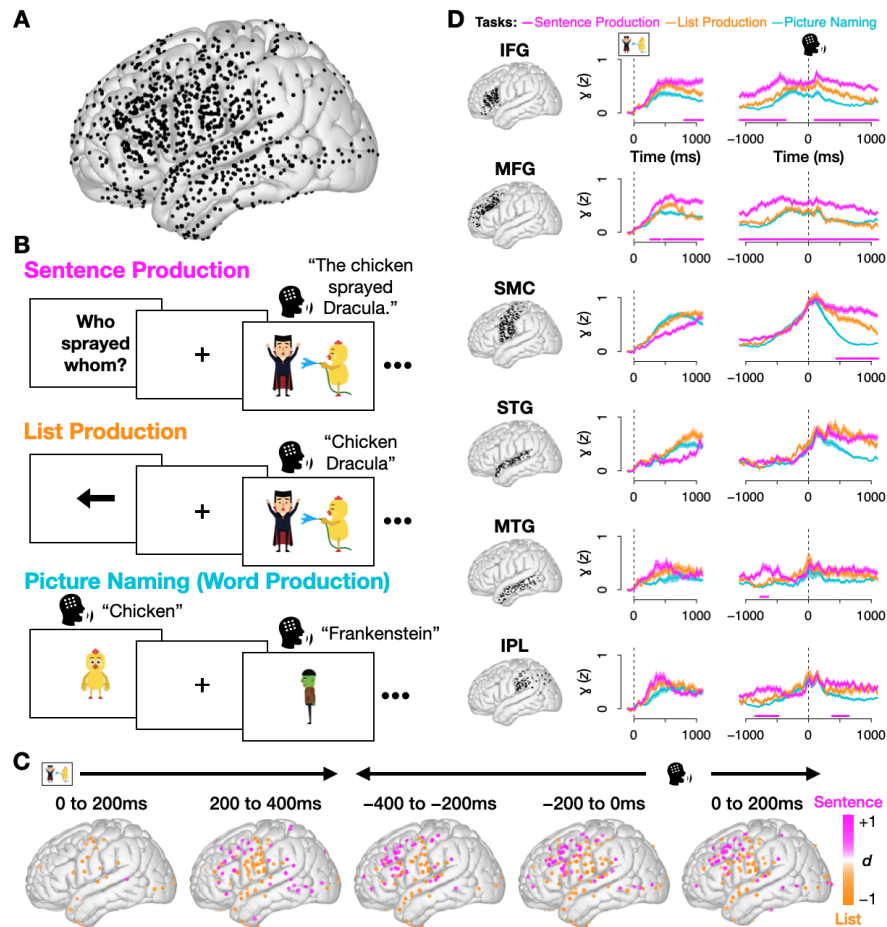 A
B
Sentence Production
Who
sprayed
whom?
+
“The chicken
sprayed
Dracula.”
•••
List Production
+
“Chicken
Dracula”
•••
Picture Naming (Word Production)
“Chicken”
+
“Frankenstein”
•••
C
0 to 200ms
200 to 400ms
−400 to −200ms
−200 to 0ms
0 to 200ms
Sentence
+1
d
−1
List
D
Tasks: Sentence Production List Production Picture Naming
IFG
γ (z)
1
0
0 1000
−1000 0 1000
Time (ms) Time (ms)
MFG
γ (z)
1
0
0 1000
−1000 0 1000
SMC
γ (z)
1
0
0 1000
−1000 0 1000
STG
γ (z)
1
0
0 1000
−1000 0 1000
MTG
γ (z)
1
0
0 1000
−1000 0 1000
IPL
γ (z)
1
0
0 1000
−1000 0 1000